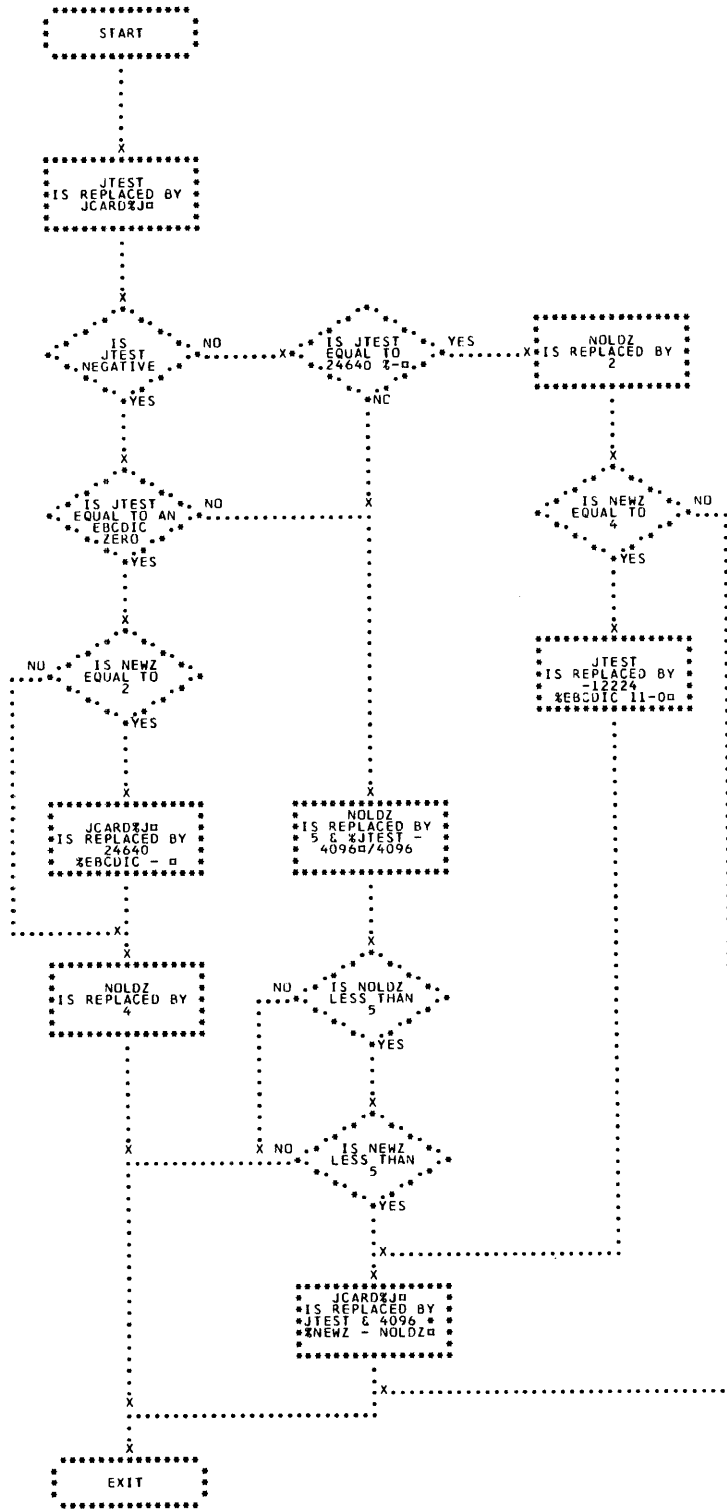 START
JTEST
IS REPLACED BY
JCARD%J¤
IS
JTEST
NEGATIVE
NO
YES
IS JTEST
EQUAL TO
24640 %-¤
YES
NO
NOLDZ
IS REPLACED BY
2
IS JTEST
EQUAL TO AN
EBCDIC
ZERO
NO
YES
IS NEWZ
EQUAL TO
4
NO
YES
NO
IS NEWZ
EQUAL TO
2
YES
JTEST
IS REPLACED BY
-12224
%EBCDIC 11-0¤
JCARD%J¤
IS REPLACED BY
24640
%EBCDIC - ¤
NOLDZ
IS REPLACED BY
5 & %JTEST -
4096¤/4096
NOLDZ
IS REPLACED BY
4
NO
IS NOLDZ
LESS THAN
5
YES
NO
IS NEWZ
LESS THAN
5
YES
JCARD%J¤
IS REPLACED BY
JTEST & 4096
%NEWZ - NOLDZ¤
EXIT